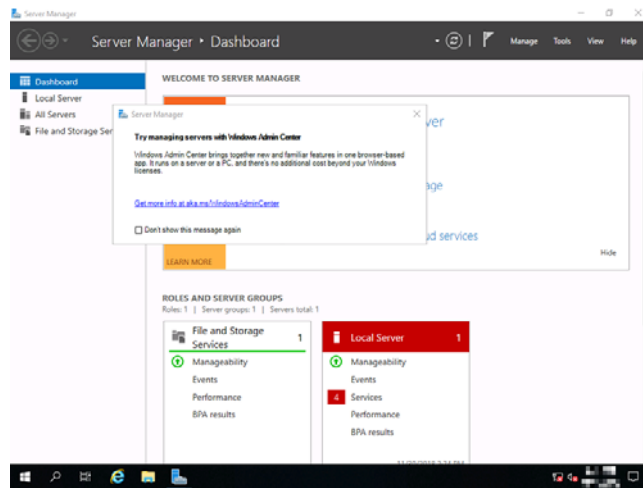 Server Manager
Server Manager • Dashboard
Manage Tools View Help
Dashboard
Local Server
All Servers
File and Storage Ser
WELCOME TO SERVER MANAGER
Server Manager
Try managing servers with Windows Admin Center
Windows Admin Center brings together new and familiar features in one browser-based
app. It runs on a server or a PC, and there's no additional cost beyond your Windows
licenses.
Get more info at aka.ms/WindowsAdminCenter
Don't show this message again
ver
age
ud services
LEARN MORE
Hide
ROLES AND SERVER GROUPS
Roles: 1 | Server groups: 1 | Servers total: 1
File and Storage
Services
1
Manageability
Events
Performance
BPA results
Local Server
1
Manageability
Events
4 Services
Performance
BPA results